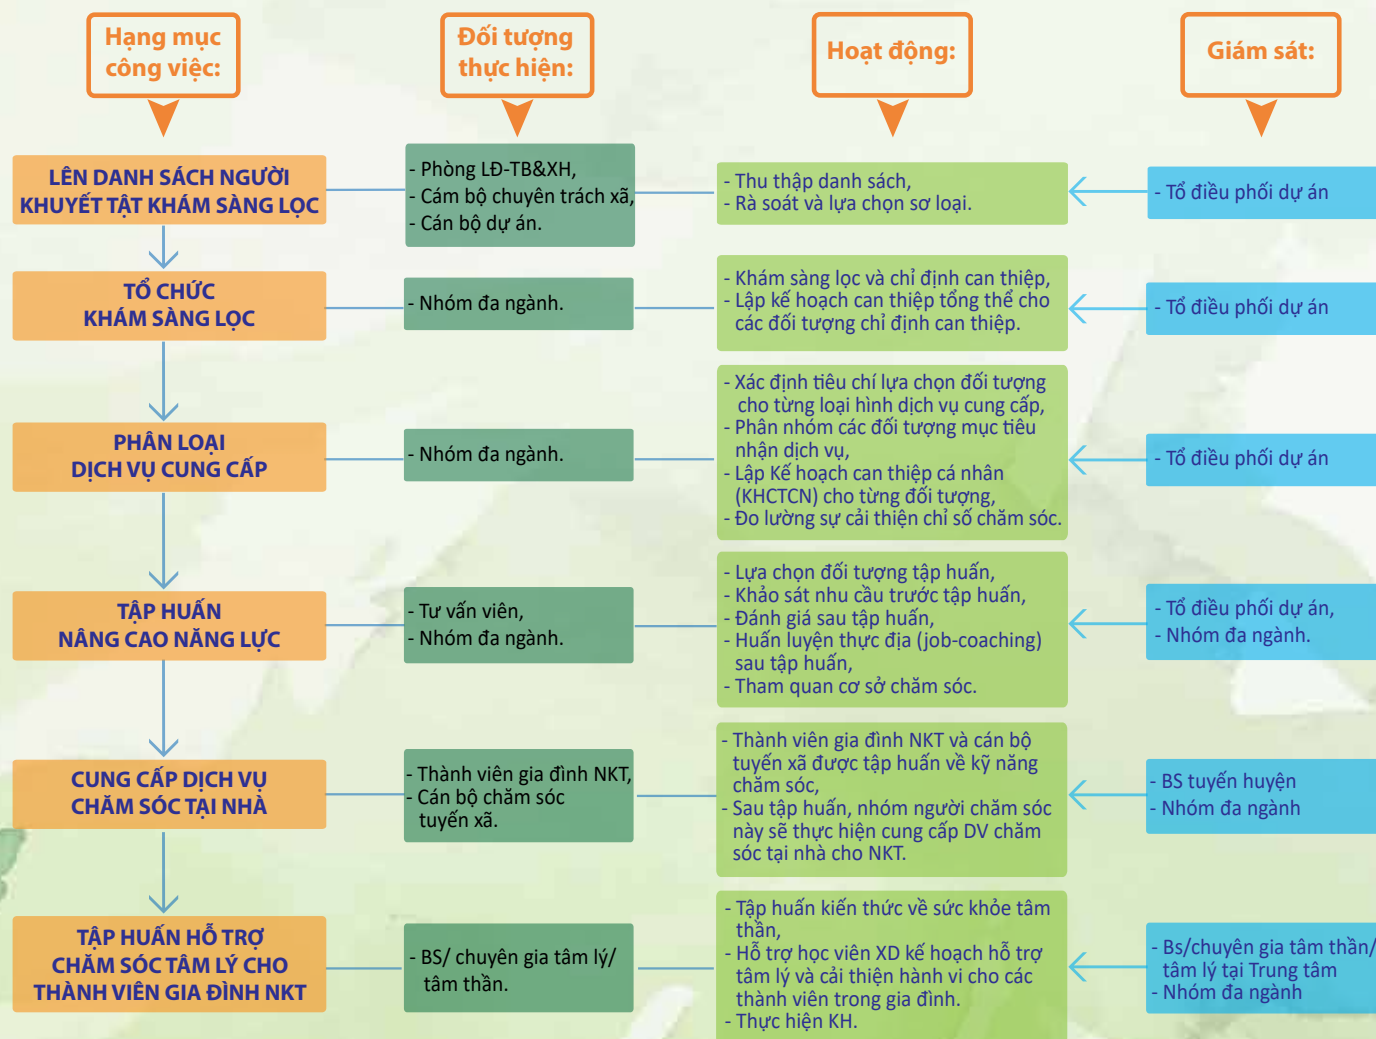 Hạng mục
công việc:
Đối tượng
thực hiện:
Hoạt động:
Giám sát:
LÊN DANH SÁCH NGƯỜI
KHUYẾT TẬT KHÁM SÀNG LỌC
- Phòng LĐ-TB&XH,
- Cám bộ chuyên trách xã,
- Cán bộ dự án.
- Thu thập danh sách,
- Rà soát và lựa chọn sơ loại.
- Tổ điều phối dự án
TỔ CHỨC
KHÁM SÀNG LỌC
- Nhóm đa ngành.
- Khám sàng lọc và chỉ định can thiệp,
- Lập kế hoạch can thiệp tổng thể cho
các đối tượng chỉ định can thiệp.
- Tổ điều phối dự án
PHÂN LOẠI
DỊCH VỤ CUNG CẤP
- Nhóm đa ngành.
- Xác định tiêu chí lựa chọn đối tượng
cho từng loại hình dịch vụ cung cấp,
- Phân nhóm các đối tượng mục tiêu
nhận dịch vụ,
- Lập Kế hoạch can thiệp cá nhân
(KHCTCN) cho từng đối tượng,
- Đo lường sự cải thiện chỉ số chăm sóc.
- Tổ điều phối dự án
TẬP HUẤN
NÂNG CAO NĂNG LỰC
- Tư vấn viên,
- Nhóm đa ngành.
- Lựa chọn đối tượng tập huấn,
- Khảo sát nhu cầu trước tập huấn,
- Đánh giá sau tập huấn,
- Huấn luyện thực địa (job-coaching)
sau tập huấn,
- Tham quan cơ sở chăm sóc.
- Tổ điều phối dự án,
- Nhóm đa ngành.
CUNG CẤP DỊCH VỤ
CHĂM SÓC TẠI NHÀ
- Thành viên gia đình NKT,
- Cán bộ chăm sóc
tuyến xã.
- Thành viên gia đình NKT và cán bộ
tuyến xã được tập huấn về kỹ năng
chăm sóc,
- Sau tập huấn, nhóm người chăm sóc
này sẽ thực hiện cung cấp DV chăm
sóc tại nhà cho NKT.
- BS tuyến huyện
- Nhóm đa ngành
TẬP HUẤN HỖ TRỢ
CHĂM SÓC TÂM LÝ CHO
THÀNH VIÊN GIA ĐÌNH NKT
- BS/ chuyên gia tâm lý/
tâm thần.
- Tập huấn kiến thức về sức khỏe tâm
thần,
- Hỗ trợ học viên XD kế hoạch hỗ trợ
tâm lý và cải thiện hành vi cho các
thành viên trong gia đình.
- Thực hiện KH.
- Bs/chuyên gia tâm thần/
tâm lý tại Trung tâm
- Nhóm đa ngành